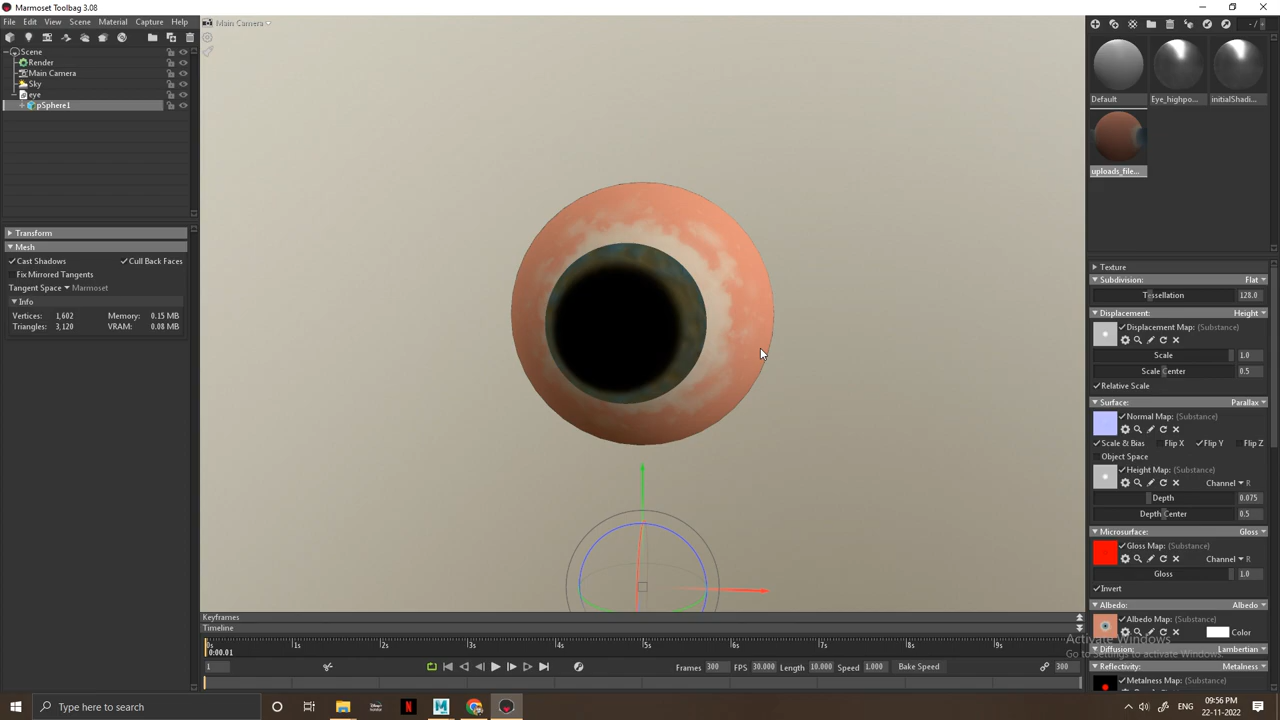 Marmoset Toolbag 3.08
File Edit View Scene Material Capture Help
Main Camera
Scene
Render
Main Camera
Sky
eye
pSphere1
Transform
Mesh
Cast Shadows Cull Back Faces
Fix Mirrored Tangents
Tangent Space Marmoset
Info
Vertices: 1,602 Memory: 0.15 MB
Triangles: 3,120 VRAM: 0.08 MB
- /
Default Eye_highpo... initialShadi...
uploads_file...
Texture
Subdivision: Flat
Tessellation 128.0
Displacement: Height
Displacement Map: (Substance)
Scale 1.0
Scale Center 0.5
Relative Scale
Surface: Parallax
Normal Map: (Substance)
Scale & Bias Flip X Flip Y Flip Z
Object Space
Height Map: (Substance)
Channel R
Depth 0.075
Depth Center 0.5
Microsurface: Gloss
Gloss Map: (Substance)
Channel R
Gloss 1.0
Invert
Albedo: Albedo
Albedo Map: (Substance)
Color
Diffusion: Lambertian
Reflectivity: Metalness
Metalness Map: (Substance)
Activate Windows
Go to Settings to activate Windows.
Keyframes
Timeline
0s 1s 2s 3s 4s 5s 6s 7s 8s 9s
0:00.01
1 Frames 300 FPS 30.000 Length 10.000 Speed 1.000 Bake Speed 300
Type here to search
09:56 PM
22-11-2022